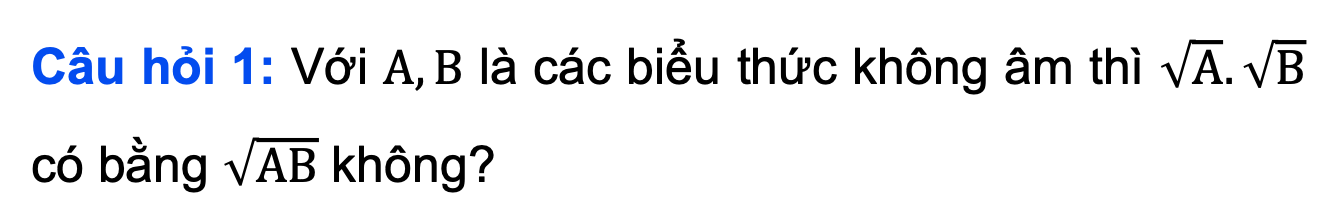 Câu hỏi 1: Với A, B là các biểu thức không âm thì √A. √B
có bằng √AB không?